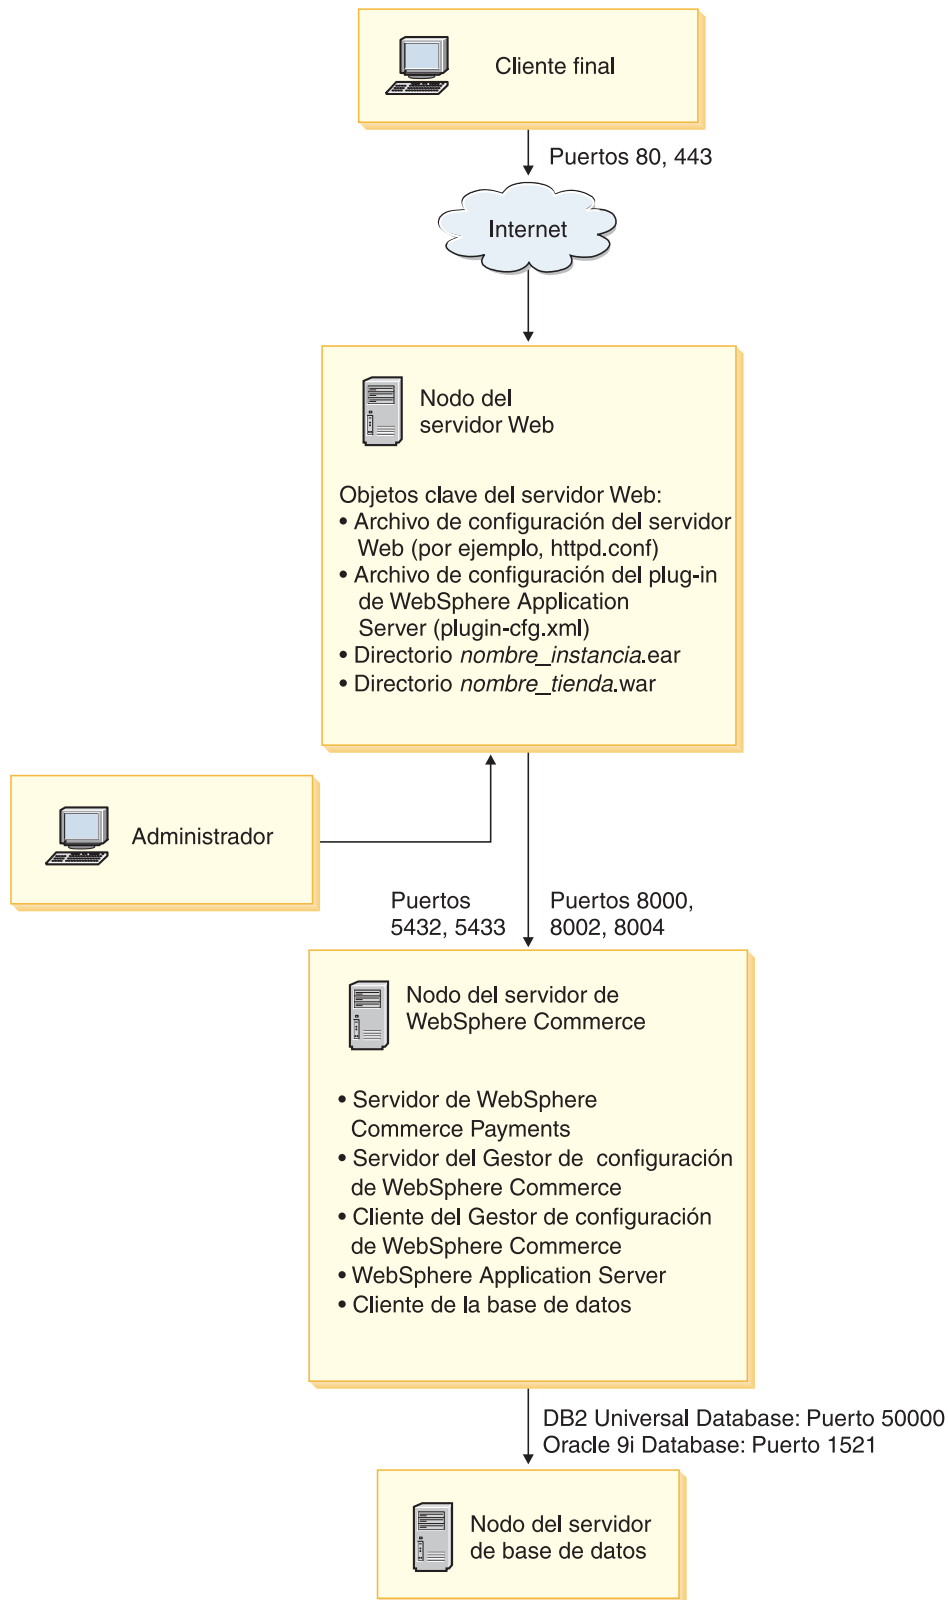 Cliente final
Puertos 80, 443
Internet
Nodo del
servidor Web
Objetos clave del servidor Web:
• Archivo de configuración del servidor
Web (por ejemplo, httpd.conf)
• Archivo de configuración del plug-in
de WebSphere Application
Server (plugin-cfg.xml)
• Directorio nombre_instancia.ear
• Directorio nombre_tienda.war
Administrador
Puertos
5432, 5433
Puertos 8000,
8002, 8004
Nodo del servidor de
WebSphere Commerce
• Servidor de WebSphere
Commerce Payments
• Servidor del Gestor de configuración
de WebSphere Commerce
• Cliente del Gestor de configuración
de WebSphere Commerce
• WebSphere Application Server
• Cliente de la base de datos
DB2 Universal Database: Puerto 50000
Oracle 9i Database: Puerto 1521
Nodo del servidor
de base de datos